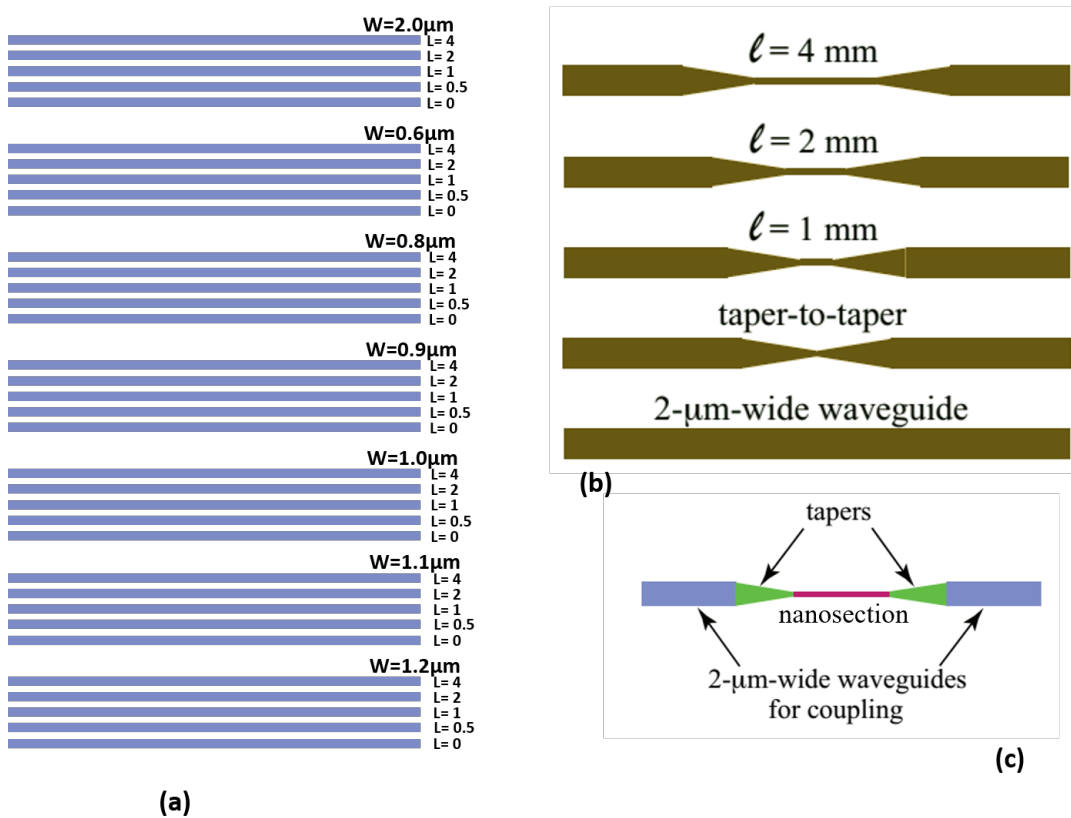 W=2.0μm
L= 4
L= 2
L= 1
L= 0.5
L= 0
W=0.6μm
L= 4
L= 2
L= 1
L= 0.5
L= 0
W=0.8μm
L= 4
L= 2
L= 1
L= 0.5
L= 0
W=0.9μm
L= 4
L= 2
L= 1
L= 0.5
L= 0
W=1.0μm
L= 4
L= 2
L= 1
L= 0.5
L= 0
W=1.1μm
L= 4
L= 2
L= 1
L= 0.5
L= 0
W=1.2μm
L= 4
L= 2
L= 1
L= 0.5
L= 0
(a)
ℓ = 4 mm
ℓ = 2 mm
ℓ = 1 mm
taper-to-taper
2-μm-wide waveguide
(b)
tapers
nanosection
2-μm-wide waveguides
for coupling
(c)